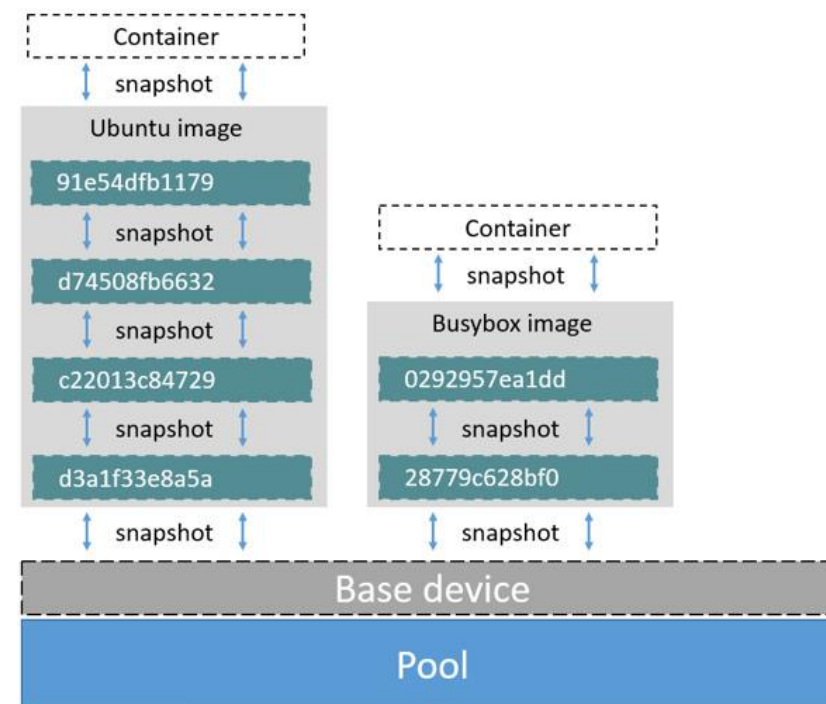 Container
snapshot
Ubuntu image
91e54dfb1179
snapshot
d74508fb6632
snapshot
c22013c84729
snapshot
d3a1f33e8a5a
snapshot
Container
snapshot
Busybox image
0292957ea1dd
snapshot
28779c628bf0
snapshot
Base device
Pool